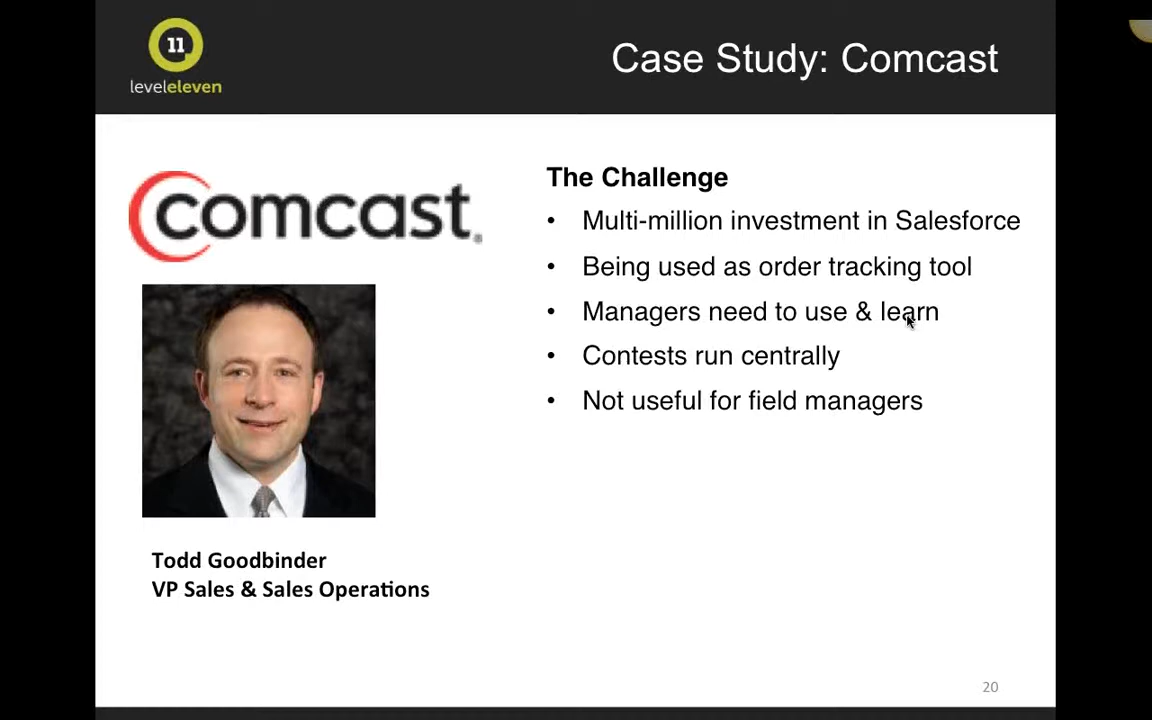 11
leveleleven
Case Study: Comcast
comcast.
The Challenge
• Multi-million investment in Salesforce
• Being used as order tracking tool
• Managers need to use & learn
• Contests run centrally
• Not useful for field managers
Todd Goodbinder
VP Sales & Sales Operations
20